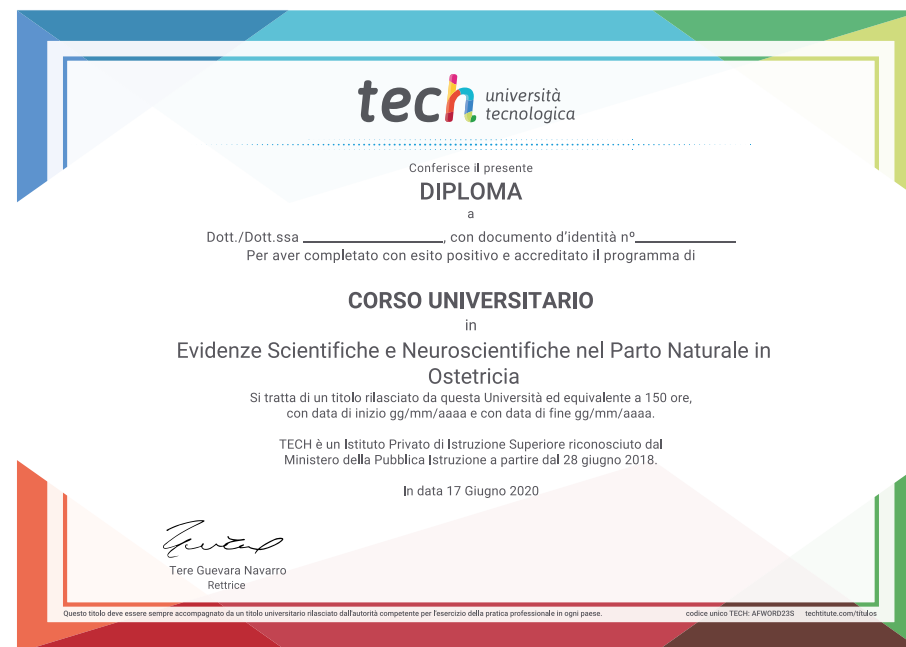 tech università
tecnologica
Conferisce il presente
DIPLOMA
a
Dott./Dott.ssa ____________________, con documento d'identità nº______________
Per aver completato con esito positivo e accreditato il programma di
CORSO UNIVERSITARIO
in
Evidenze Scientifiche e Neuroscientifiche nel Parto Naturale in
Ostetricia
Si tratta di un titolo rilasciato da questa Università ed equivalente a 150 ore,
con data di inizio gg/mm/aaaa e con data di fine gg/mm/aaaa.
TECH è un Istituto Privato di Istruzione Superiore riconosciuto dal
Ministero della Pubblica Istruzione a partire dal 28 giugno 2018.
In data 17 Giugno 2020
Tere Guevara Navarro
Rettrice
Questo titolo deve essere sempre accompagnato da un titolo universitario rilasciato dall'autorità competente per l'esercizio della pratica professionale in ogni paese. codice unico TECH: AFWORD23S techtitute.com/títulos